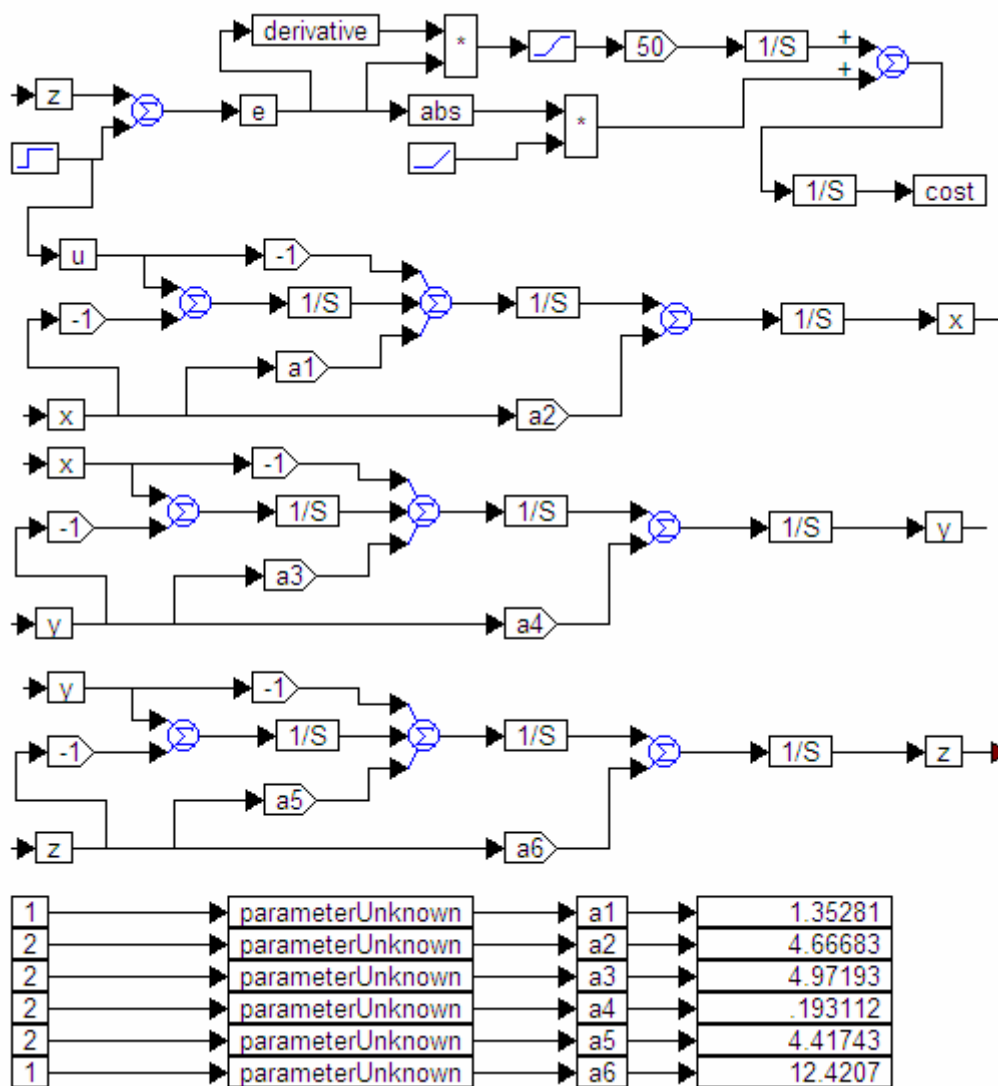 derivative
*
50
1/S
+
z
Σ
+
Σ
e
abs
*
1/S
cost
u
-1
-1
Σ
1/S
Σ
1/S
Σ
1/S
x
a1
x
a2
x
-1
-1
Σ
1/S
Σ
1/S
Σ
1/S
y
a3
y
a4
y
-1
-1
Σ
1/S
Σ
1/S
Σ
1/S
z
a5
z
a6
1 parameterUnknown a1 1.35281
2 parameterUnknown a2 4.66683
2 parameterUnknown a3 4.97193
2 parameterUnknown a4 .193112
2 parameterUnknown a5 4.41743
1 parameterUnknown a6 12.4207